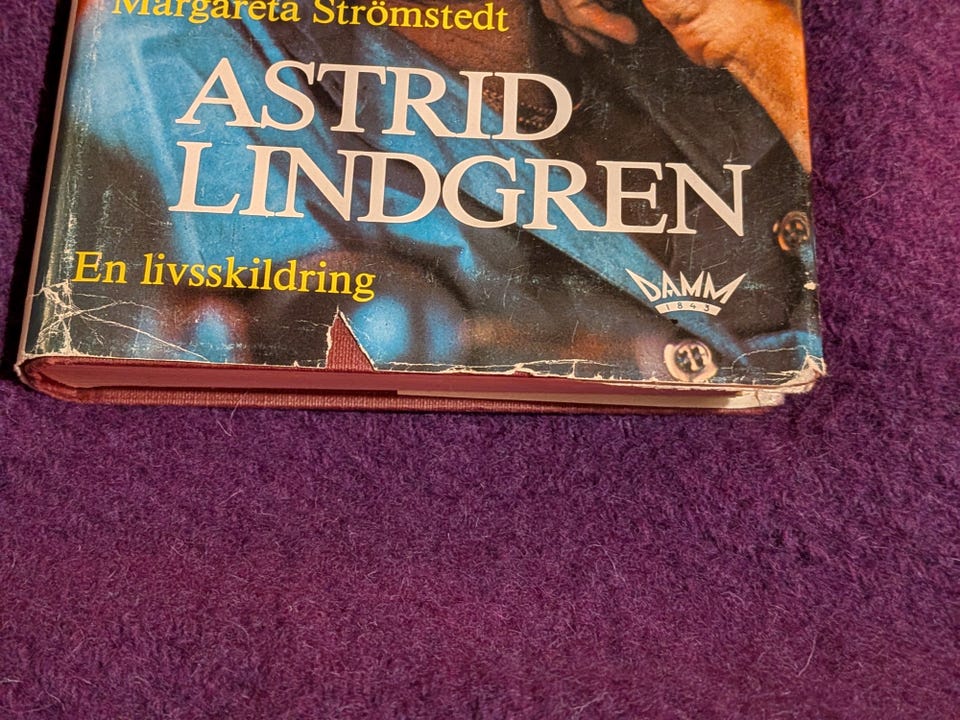 Margareta Strömstedt
ASTRID
LINDGREN
En livsskildring
DAMM
1843